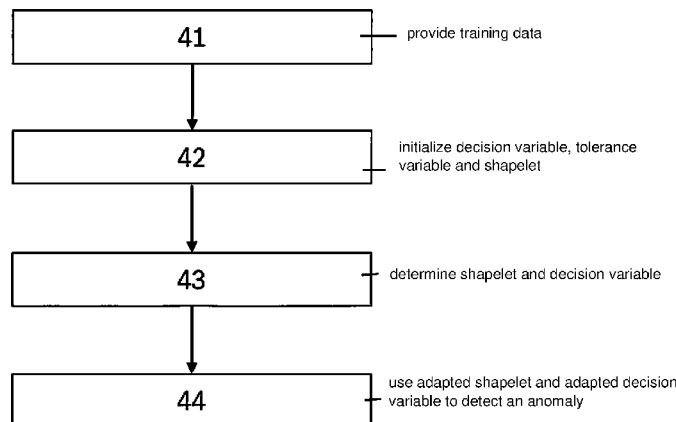 41
provide training data
42
initialize decision variable, tolerance
variable and shapelet
43
determine shapelet and decision variable
44
use adapted shapelet and adapted decision
variable to detect an anomaly